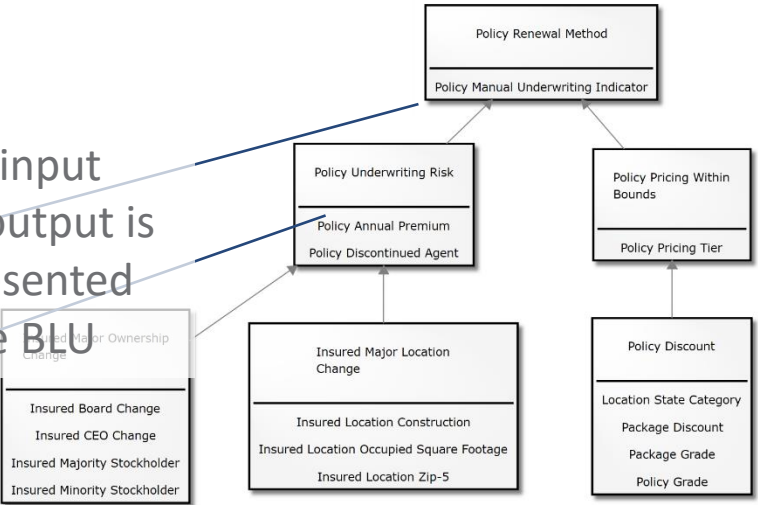 Policy Renewal Method
Policy Manual Underwriting Indicator
input
output is
sented
e BLU
Policy Underwriting Risk
Policy Annual Premium
Policy Discontinued Agent
Policy Pricing Within
Bounds
Policy Pricing Tier
Insured Major Ownership
Change
Insured Board Change
Insured CEO Change
Insured Majority Stockholder
Insured Minority Stockholder
Insured Major Location
Change
Insured Location Construction
Insured Location Occupied Square Footage
Insured Location Zip-5
Policy Discount
Location State Category
Package Discount
Package Grade
Policy Grade